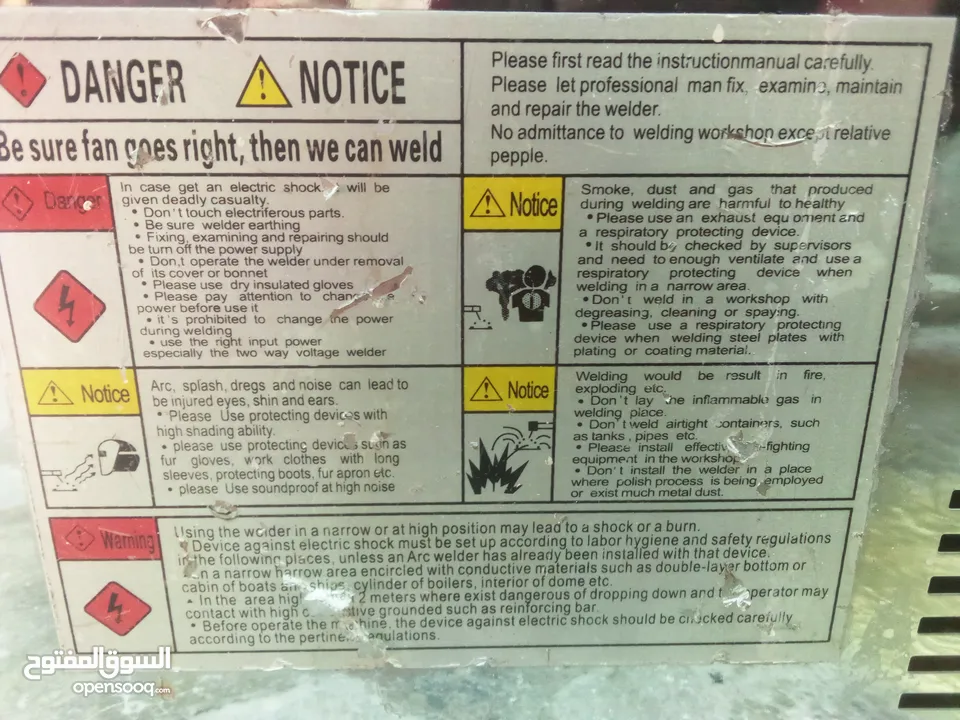 DANGER
NOTICE
Be sure fan goes right, then we can weld
Please first read the instructionmanual carefully.
Please let professional man fix, examine, maintain
and repair the welder.
No admittance to welding workshop except relative
pepple.
Danger
In case get an electric shock, will be
given deadly casualty.
• Don't touch electriferous parts.
• Be sure welder earthing
• Fixing, examining and repairing should
be turn off the power supply
• Don,t operate the welder under removal
of its cover or bonnet
• Please use dry insulated gloves
• Please pay attention to
power before use it
• it's prohibited to change the power
during welding
• use the right input power
especially the two way voltage welder
Notice
Smoke, dust and gas that produced
during welding are harmful to healthy
• Please use an exhaust equoment and
a respiratory protecting device.
• It should be checked by supervisors
and need to enough ventilate and use a
respiratory protecting device when
welding in a narrow area.
• Don't weld in a workshop with
degreasing, cleaning or spaying.
• Please use a respiratory protecting
device when welding steel plates with
plating or coating material.
Notice
Arc, splash, dregs and noise can lead to
be injured eyes, shin and ears.
• Please Use protecting devices with
high shading ability.
• please use protecting devices such as
fur gloves, work clothes with long
sleeves, protecting boots, fur apron etc.
• please Use soundproof at high noise
Notice
Welding would be result in fire,
exploding etc.
• Don't lay the inflammable gas in
welding place.
• Don't weld airtight containers, such
as tanks, pipes etc.
• Please install effective -fighting
equipment in the workshop
• Don't install the welder in a place
where polish process is being employed
or exist much metal dust.
Warning
Using the welder in a narrow or at high position may lead to a shock or a burn.
Device against electric shock must be set up according to labor hygiene and safety regulations
in the following places, unless an Arc welder has already been installed with that device.
in a narrow harrow area encircled with conductive materials such as double-layer bottom or
cabin of boats ships, cylinder of boilers, interior of dome etc.
• In the area 2 meters where exist dangerous of dropping down and operator may
contact with high grounded such as reinforcing bar.
• Before operate the machine, the device against electric shock should be checked carefully
according to the regulations.
السوق المفتوح
opensooq.com